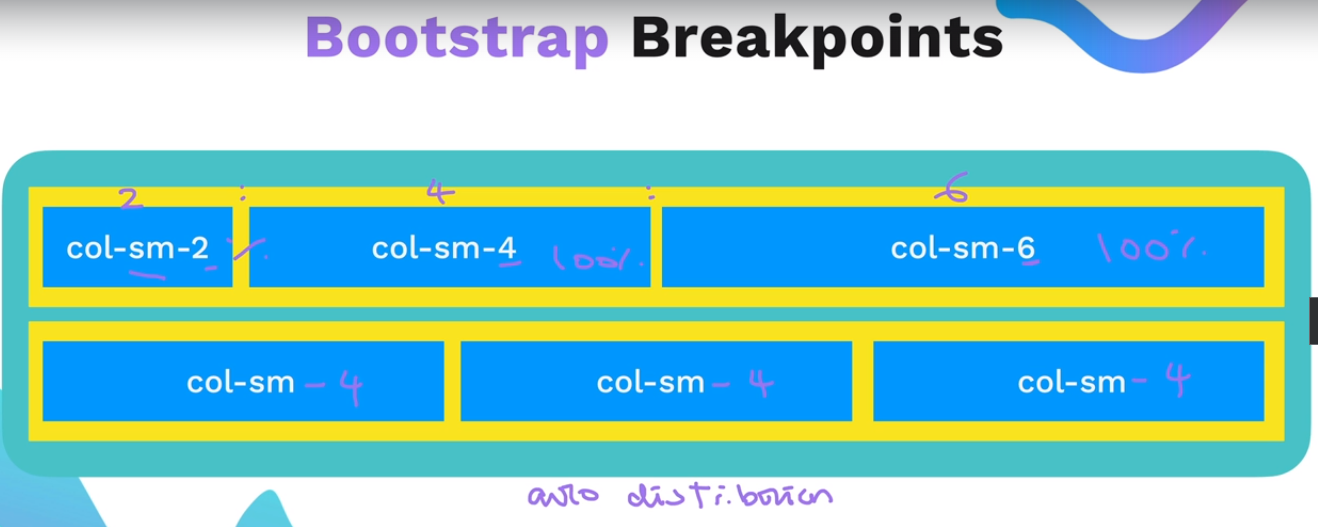 Bootstrap Breakpoints
2 : 4 : 6
col-sm-2 %. col-sm-4 100%. col-sm-6 100%.
col-sm - 4 col-sm - 4 col-sm - 4
auto distribution